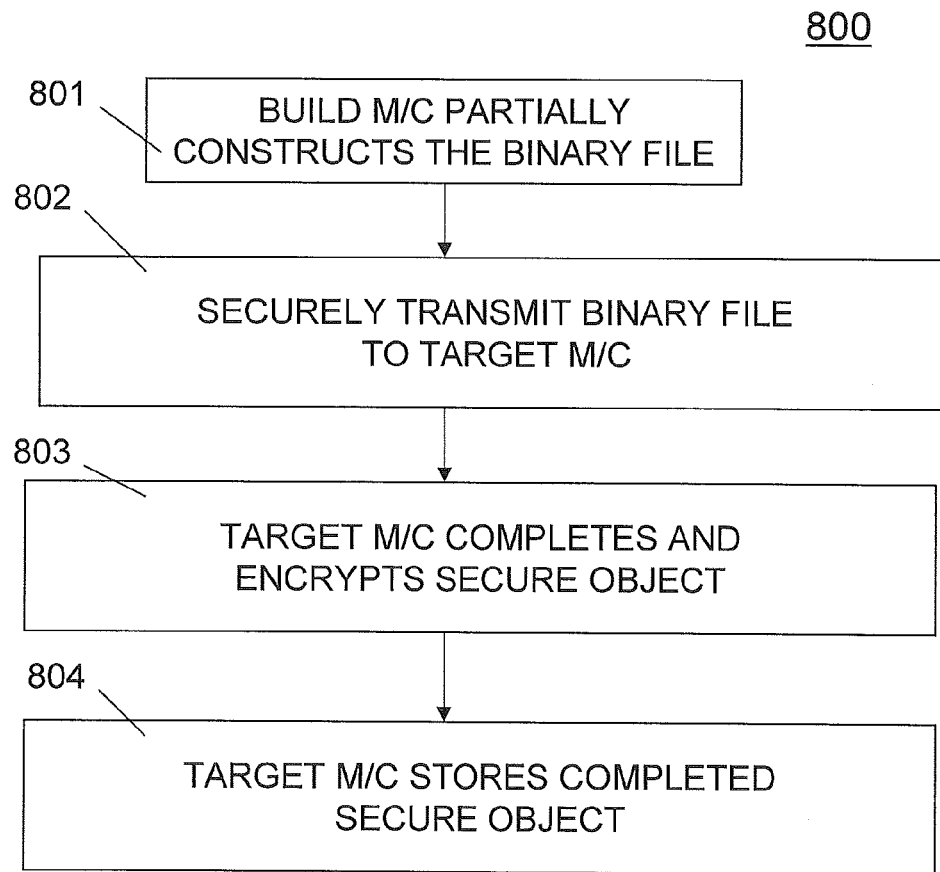 800
801
BUILD M/C PARTIALLY
CONSTRUCTS THE BINARY FILE
802
SECURELY TRANSMIT BINARY FILE
TO TARGET M/C
803
TARGET M/C COMPLETES AND
ENCRYPTS SECURE OBJECT
804
TARGET M/C STORES COMPLETED
SECURE OBJECT